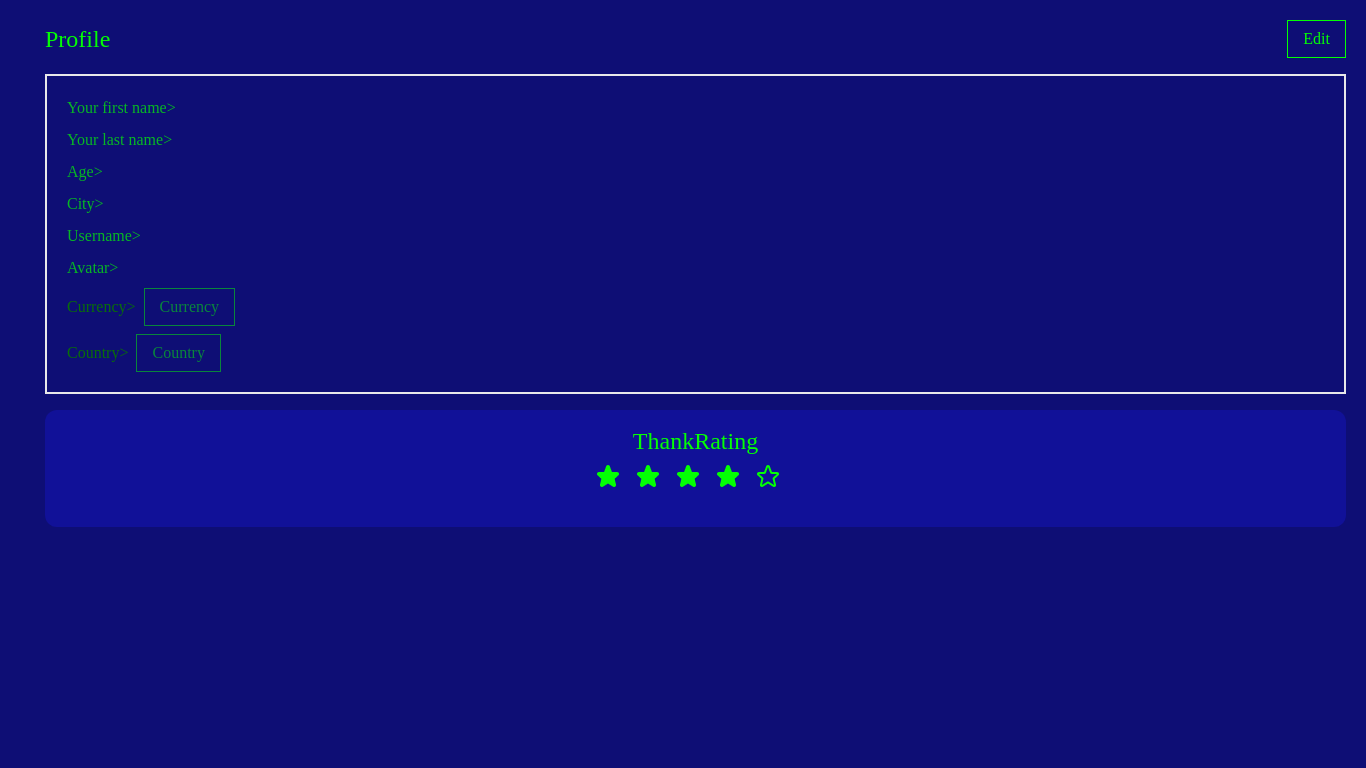 Profile
Edit
Your first name>
Your last name>
Age>
City>
Username>
Avatar>
Currency> Currency
Country> Country
ThankRating